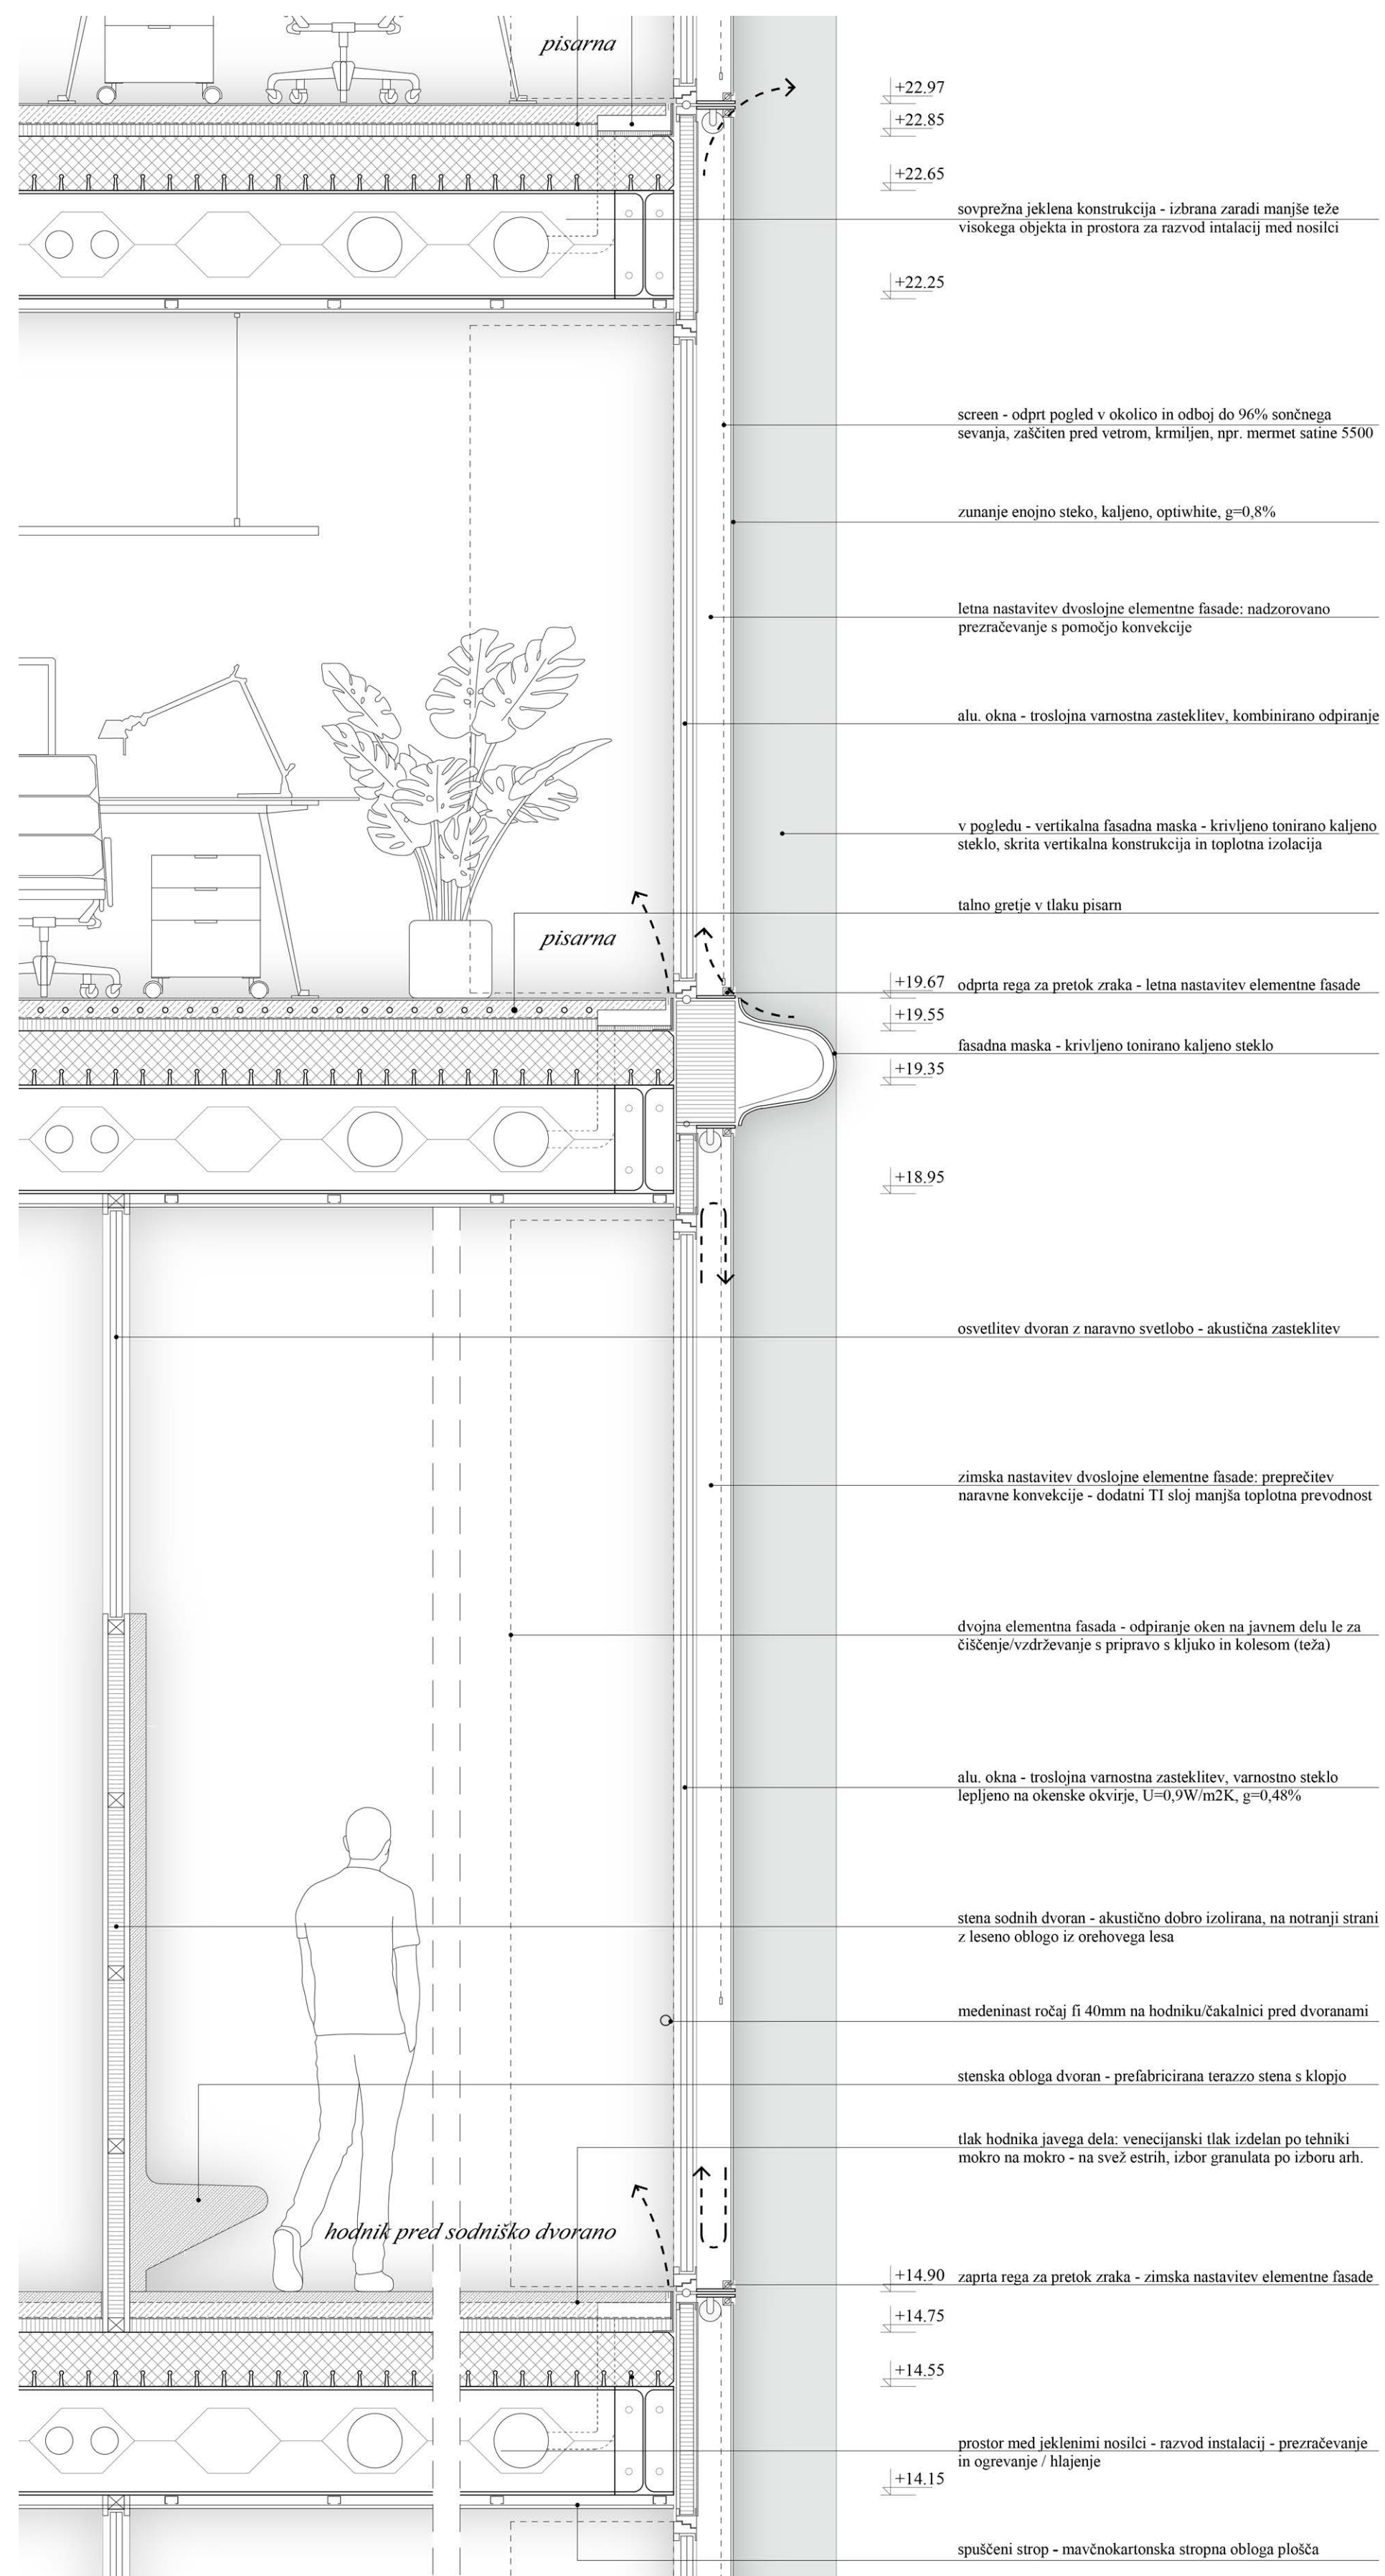 pisarna
+22.97
+22.85
+22.65
sovprežna jeklena konstrukcija - izbrana zaradi manjše teže
visokega objekta in prostora za razvod intalacij med nosilci
+22.25
screen - odprt pogled v okolico in odboj do 96% sončnega
sevanja, zaščiten pred vetrom, krmiljen, npr. mermet satine 5500
zunanje enojno steko, kaljeno, optiwhite, g=0,8%
letna nastavitev dvoslojne elementne fasade: nadzorovano
prezračevanje s pomočjo konvekcije
alu. okna - troslojna varnostna zasteklitev, kombinirano odpiranje
v pogledu - vertikalna fasadna maska - krivljeno tonirano kaljeno
steklo, skrita vertikalna konstrukcija in toplotna izolacija
talno gretje v tlaku pisarn
pisarna
+19.67 odprta rega za pretok zraka - letna nastavitev elementne fasade
+19.55
fasadna maska - krivljeno tonirano kaljeno steklo
+19.35
+18.95
osvetlitev dvoran z naravno svetlobo - akustična zasteklitev
zimska nastavitev dvoslojne elementne fasade: preprečitev
naravne konvekcije - dodatni TI sloj manjša toplotna prevodnost
dvojna elementna fasada - odpiranje oken na javnem delu le za
čiščenje/vzdrževanje s pripravo s kljuko in kolesom (teža)
alu. okna - troslojna varnostna zasteklitev, varnostno steklo
lepljeno na okenske okvirje, U=0,9W/m2K, g=0,48%
stena sodnih dvoran - akustično dobro izolirana, na notranji strani
z leseno oblogo iz orehovega lesa
medeninast ročaj fi 40mm na hodniku/čakalnici pred dvoranami
stenska obloga dvoran - prefabricirana terazzo stena s klopjo
tlak hodnika javega dela: venecijanski tlak izdelan po tehniki
mokro na mokro - na svež estrih, izbor granulata po izboru arh.
hodnik pred sodniško dvorano
+14.90 zaprta rega za pretok zraka - zimska nastavitev elementne fasade
+14.75
+14.55
prostor med jeklenimi nosilci - razvod instalacij - prezračevanje
in ogrevanje / hlajenje
+14.15
spuščeni strop - mavčnokartonska stropna obloga plošča